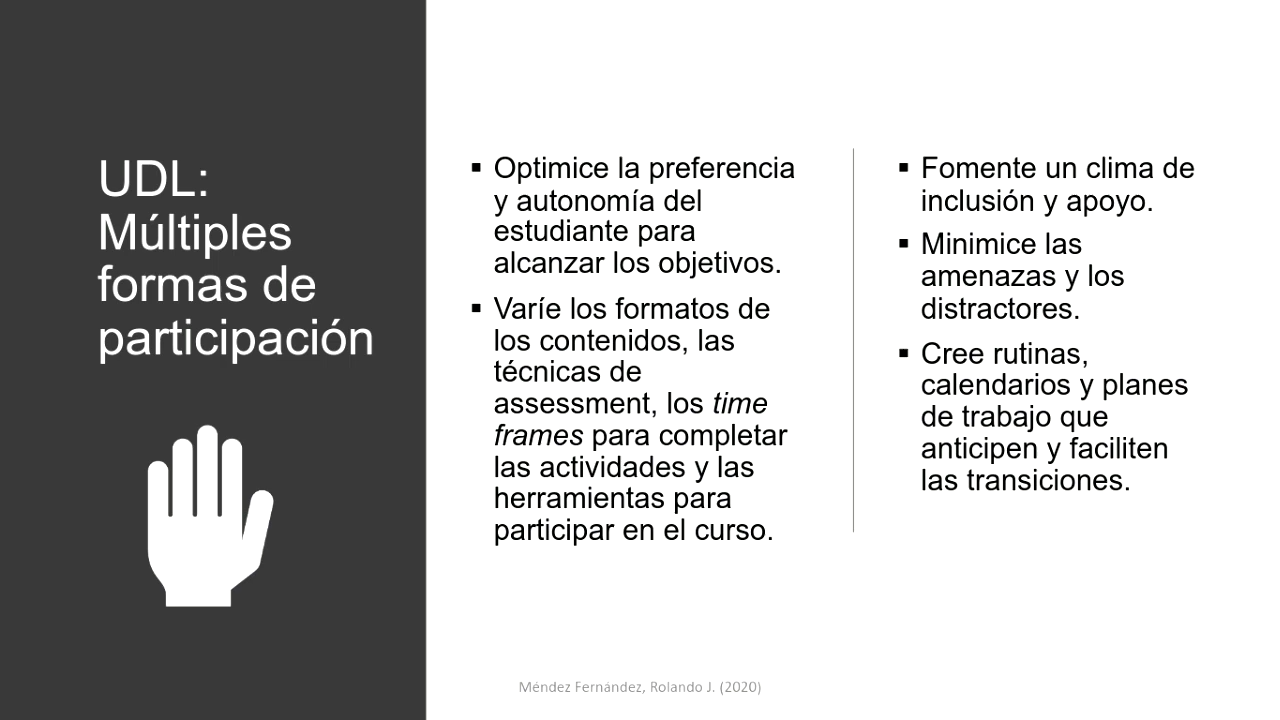 UDL:
Múltiples
formas de
participación
▪ Optimice la preferencia
y autonomía del
estudiante para
alcanzar los objetivos.
▪ Varíe los formatos de
los contenidos, las
técnicas de
assessment, los time
frames para completar
las actividades y las
herramientas para
participar en el curso.
▪ Fomente un clima de
inclusión y apoyo.
▪ Minimice las
amenazas y los
distractores.
▪ Cree rutinas,
calendarios y planes
de trabajo que
anticipen y faciliten
las transiciones.
Méndez Fernández, Rolando J. (2020)